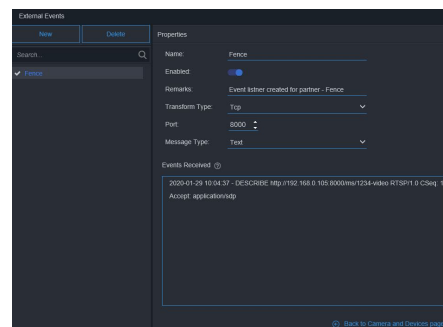 External Events
New Delete Properties
Search...
Fence
Name: Fence
Enabled:
Remarks: Event listner created for partner - Fence
Transform Type: Tcp
Port: 8000
Message Type: Text
Events Received
2020-01-29 10:04:37 - DESCRIBE http://192.168.0.105:8000/ms/1234-video RTSP/1.0 CSeq: 1
Accept: application/sdp
Back to Camera and Devices page